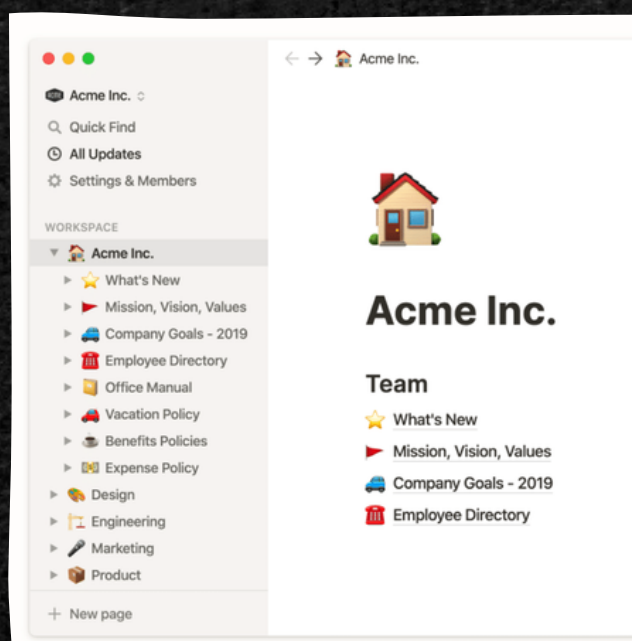 Acme Inc.
Acme Inc.
Quick Find
All Updates
Settings & Members
WORKSPACE
Acme Inc.
What's New
Mission, Vision, Values
Company Goals - 2019
Employee Directory
Office Manual
Vacation Policy
Benefits Policies
Expense Policy
Design
Engineering
Marketing
Product
New page
Acme Inc.
Team
What's New
Mission, Vision, Values
Company Goals - 2019
Employee Directory